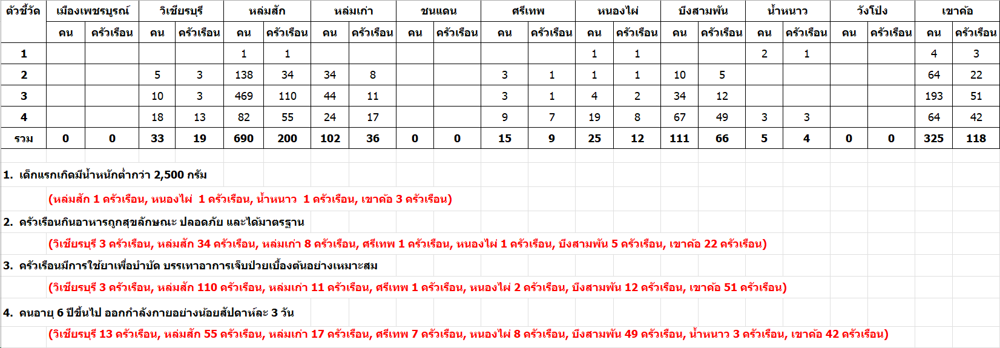 ตัวชี้วัด เมืองเพชรบูรณ์ วิเชียรบุรี หล่มสัก หล่มเก่า ชนแดน ศรีเทพ หนองไผ่ บึงสามพัน น้ำหนาว วังโป่ง เขาค้อ
คน ครัวเรือน คน ครัวเรือน คน ครัวเรือน คน ครัวเรือน คน ครัวเรือน คน ครัวเรือน คน ครัวเรือน คน ครัวเรือน คน ครัวเรือน คน ครัวเรือน คน ครัวเรือน
1 1 1 1 1 2 1 4 3
2 5 3 138 34 34 8 3 1 1 1 10 5 64 22
3 10 3 469 110 44 11 3 1 4 2 34 12 193 51
4 18 13 82 55 24 17 9 7 19 8 67 49 3 3 64 42
รวม 0 0 33 19 690 200 102 36 0 0 15 9 25 12 111 66 5 4 0 0 325 118
1. เด็กแรกเกิดมีน้ำหนักต่ำกว่า 2,500 กรัม
(หล่มสัก 1 ครัวเรือน, หนองไผ่ 1 ครัวเรือน, น้ำหนาว 1 ครัวเรือน, เขาค้อ 3 ครัวเรือน)
2. ครัวเรือนกินอาหารถูกสุขลักษณะ ปลอดภัย และได้มาตรฐาน
(วิเชียรบุรี 3 ครัวเรือน, หล่มสัก 34 ครัวเรือน, หล่มเก่า 8 ครัวเรือน, ศรีเทพ 1 ครัวเรือน, หนองไผ่ 1 ครัวเรือน, บึงสามพัน 5 ครัวเรือน, เขาค้อ 22 ครัวเรือน)
3. ครัวเรือนมีการใช้ยาเพื่อบำบัด บรรเทาอาการเจ็บป่วยเบื้องต้นอย่างเหมาะสม
(วิเชียรบุรี 3 ครัวเรือน, หล่มสัก 110 ครัวเรือน, หล่มเก่า 11 ครัวเรือน, ศรีเทพ 1 ครัวเรือน, หนองไผ่ 2 ครัวเรือน, บึงสามพัน 12 ครัวเรือน, เขาค้อ 51 ครัวเรือน)
4. คนอายุ 6 ปีขึ้นไป ออกกำลังกายอย่างน้อยสัปดาห์ละ 3 วัน
(วิเชียรบุรี 13 ครัวเรือน, หล่มสัก 55 ครัวเรือน, หล่มเก่า 17 ครัวเรือน, ศรีเทพ 7 ครัวเรือน, หนองไผ่ 8 ครัวเรือน, บึงสามพัน 49 ครัวเรือน, น้ำหนาว 3 ครัวเรือน, เขาค้อ 42 ครัวเรือน)